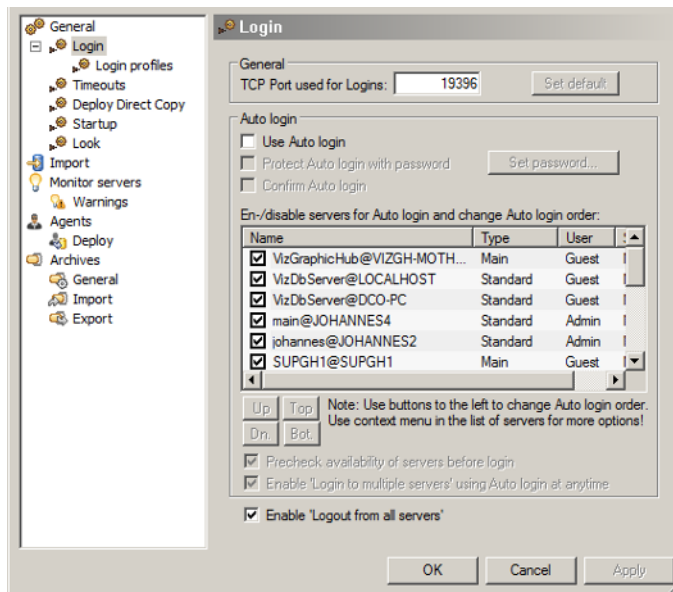 General
Login
Login profiles
Timeouts
Deploy Direct Copy
Startup
Look
Import
Monitor servers
Warnings
Agents
Deploy
Archives
General
Import
Export
Login
General
TCP Port used for Logins: 19396 Set default
Auto login
Use Auto login
Protect Auto login with password Set password...
Confirm Auto login
En-/disable servers for Auto login and change Auto login order:
Name Type User
VizGraphicHub@VIZGH-MOTH... Main Guest
VizDbServer@LOCALHOST Standard Guest
VizDbServer@DCO-PC Standard Guest
main@JOHANNES4 Standard Admin
johannes@JOHANNES2 Standard Admin
SUPGH1@SUPGH1 Main Guest
Up Top Note: Use buttons to the left to change Auto login order.
Dn. Bot. Use context menu in the list of servers for more options!
Precheck availability of servers before login
Enable 'Login to multiple servers' using Auto login at anytime
Enable 'Logout from all servers'
OK Cancel Apply